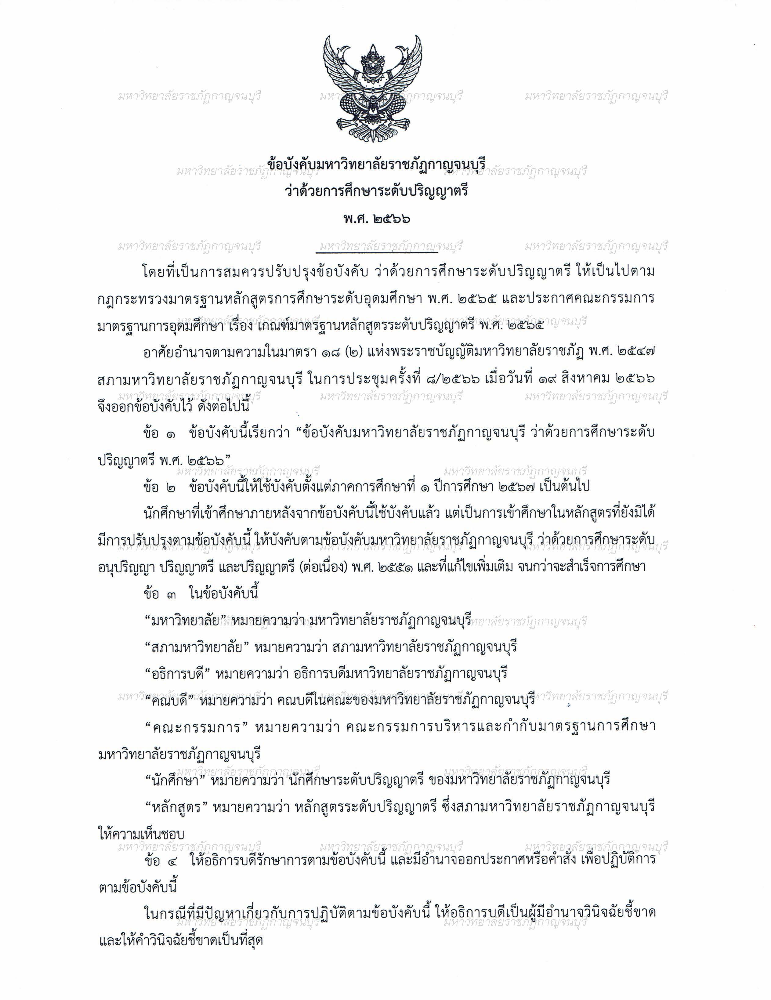 ข้อบังคับมหาวิทยาลัยราชภัฏกาญจนบุรี
ว่าด้วยการศึกษาระดับปริญญาตรี
พ.ศ. ๒๕๖๖
โดยที่เป็นการสมควรปรับปรุงข้อบังคับ ว่าด้วยการศึกษาระดับปริญญาตรี ให้เป็นไปตาม
กฎกระทรวงมาตรฐานหลักสูตรการศึกษาระดับอุดมศึกษา พ.ศ. ๒๕๖๕ และประกาศคณะกรรมการ
มาตรฐานการอุดมศึกษา เรื่อง เกณฑ์มาตรฐานหลักสูตรระดับปริญญาตรี พ.ศ. ๒๕๖๕
อาศัยอำนาจตามความในมาตรา ๑๘ (๒) แห่งพระราชบัญญัติมหาวิทยาลัยราชภัฏ พ.ศ. ๒๕๔๗
สภามหาวิทยาลัยราชภัฏกาญจนบุรี ในการประชุมครั้งที่ ๘/๒๕๖๖ เมื่อวันที่ ๑๙ สิงหาคม ๒๕๖๖
จึงออกข้อบังคับไว้ ดังต่อไปนี้
ข้อ ๑ ข้อบังคับนี้เรียกว่า “ข้อบังคับมหาวิทยาลัยราชภัฏกาญจนบุรี ว่าด้วยการศึกษาระดับ
ปริญญาตรี พ.ศ. ๒๕๖๖”
ข้อ ๒ ข้อบังคับนี้ให้ใช้บังคับตั้งแต่ภาคการศึกษาที่ ๑ ปีการศึกษา ๒๕๖๗ เป็นต้นไป
นักศึกษาที่เข้าศึกษาภายหลังจากข้อบังคับนี้ใช้บังคับแล้ว แต่เป็นการเข้าศึกษาในหลักสูตรที่ยังมิได้
มีการปรับปรุงตามข้อบังคับนี้ ให้บังคับตามข้อบังคับมหาวิทยาลัยราชภัฏกาญจนบุรี ว่าด้วยการศึกษาระดับ
อนุปริญญา ปริญญาตรี และปริญญาตรี (ต่อเนื่อง) พ.ศ. ๒๕๕๑ และที่แก้ไขเพิ่มเติม จนกว่าจะสำเร็จการศึกษา
ข้อ ๓ ในข้อบังคับนี้
“มหาวิทยาลัย” หมายความว่า มหาวิทยาลัยราชภัฏกาญจนบุรี
“สภามหาวิทยาลัย” หมายความว่า สภามหาวิทยาลัยราชภัฏกาญจนบุรี
“อธิการบดี” หมายความว่า อธิการบดีมหาวิทยาลัยราชภัฏกาญจนบุรี
“คณบดี” หมายความว่า คณบดีในคณะของมหาวิทยาลัยราชภัฏกาญจนบุรี
“คณะกรรมการ” หมายความว่า คณะกรรมการบริหารและกำกับมาตรฐานการศึกษา
มหาวิทยาลัยราชภัฏกาญจนบุรี
“นักศึกษา” หมายความว่า นักศึกษาระดับปริญญาตรี ของมหาวิทยาลัยราชภัฏกาญจนบุรี
“หลักสูตร” หมายความว่า หลักสูตรระดับปริญญาตรี ซึ่งสภามหาวิทยาลัยราชภัฏกาญจนบุรี
ให้ความเห็นชอบ
ข้อ ๔ ให้อธิการบดีรักษาการตามข้อบังคับนี้ และมีอำนาจออกประกาศหรือคำสั่ง เพื่อปฏิบัติการ
ตามข้อบังคับนี้
ในกรณีที่มีปัญหาเกี่ยวกับการปฏิบัติตามข้อบังคับนี้ ให้อธิการบดีเป็นผู้มีอำนาจวินิจฉัยชี้ขาด
และให้คำวินิจฉัยชี้ขาดเป็นที่สุด